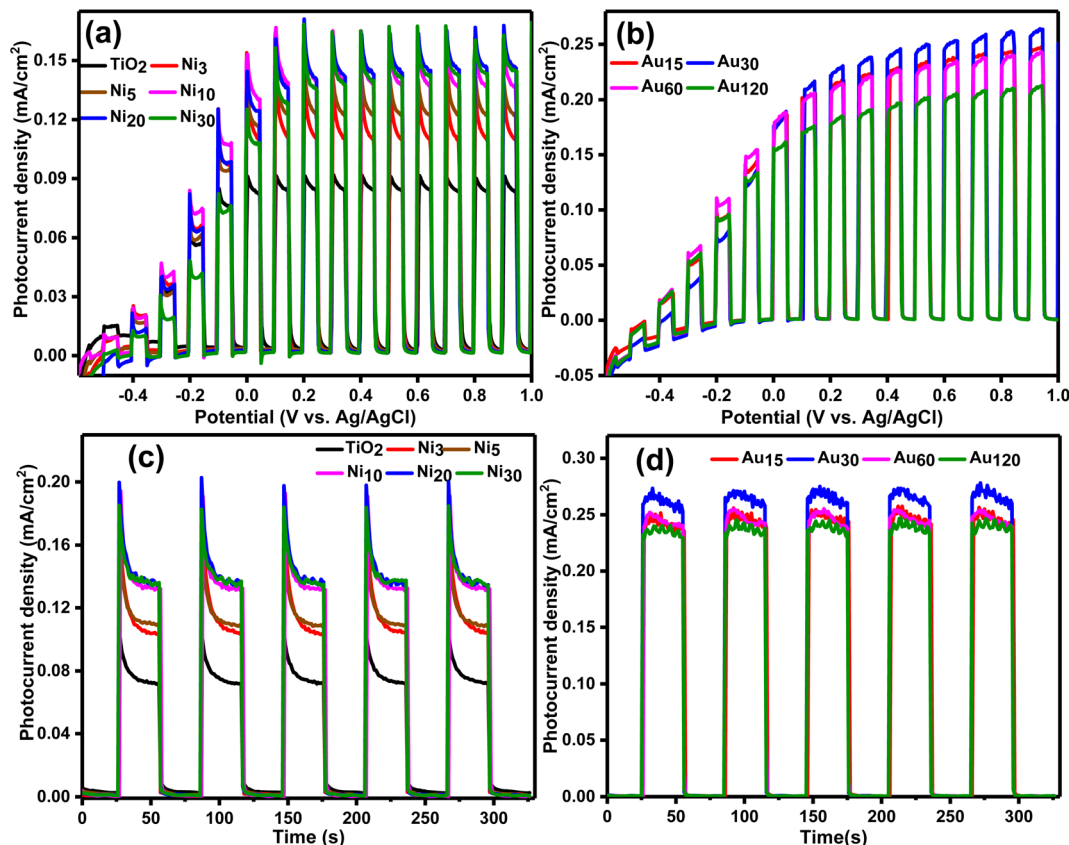 (a)
TiO2 Ni3
Ni5 Ni10
Ni20 Ni30
Photocurrent density (mA/cm2)
0.15
0.12
0.09
0.06
0.03
0.00
-0.4 -0.2 0.0 0.2 0.4 0.6 0.8 1.0
Potential (V vs. Ag/AgCl)
(b)
Au15 Au30
Au60 Au120
Photocurrent density (mA/cm2)
0.25
0.20
0.15
0.10
0.05
0.00
-0.05
-0.4 -0.2 0.0 0.2 0.4 0.6 0.8 1.0
Potential (V vs. Ag/AgCl)
(c)
TiO2 Ni3 Ni5
Ni10 Ni20 Ni30
Photocurrent density (mA/cm2)
0.20
0.16
0.12
0.08
0.04
0.00
0 50 100 150 200 250 300
Time (s)
(d)
Au15 Au30 Au60 Au120
Photocurrent density (mA/cm2)
0.30
0.25
0.20
0.15
0.10
0.05
0.00
0 50 100 150 200 250 300
Time(s)